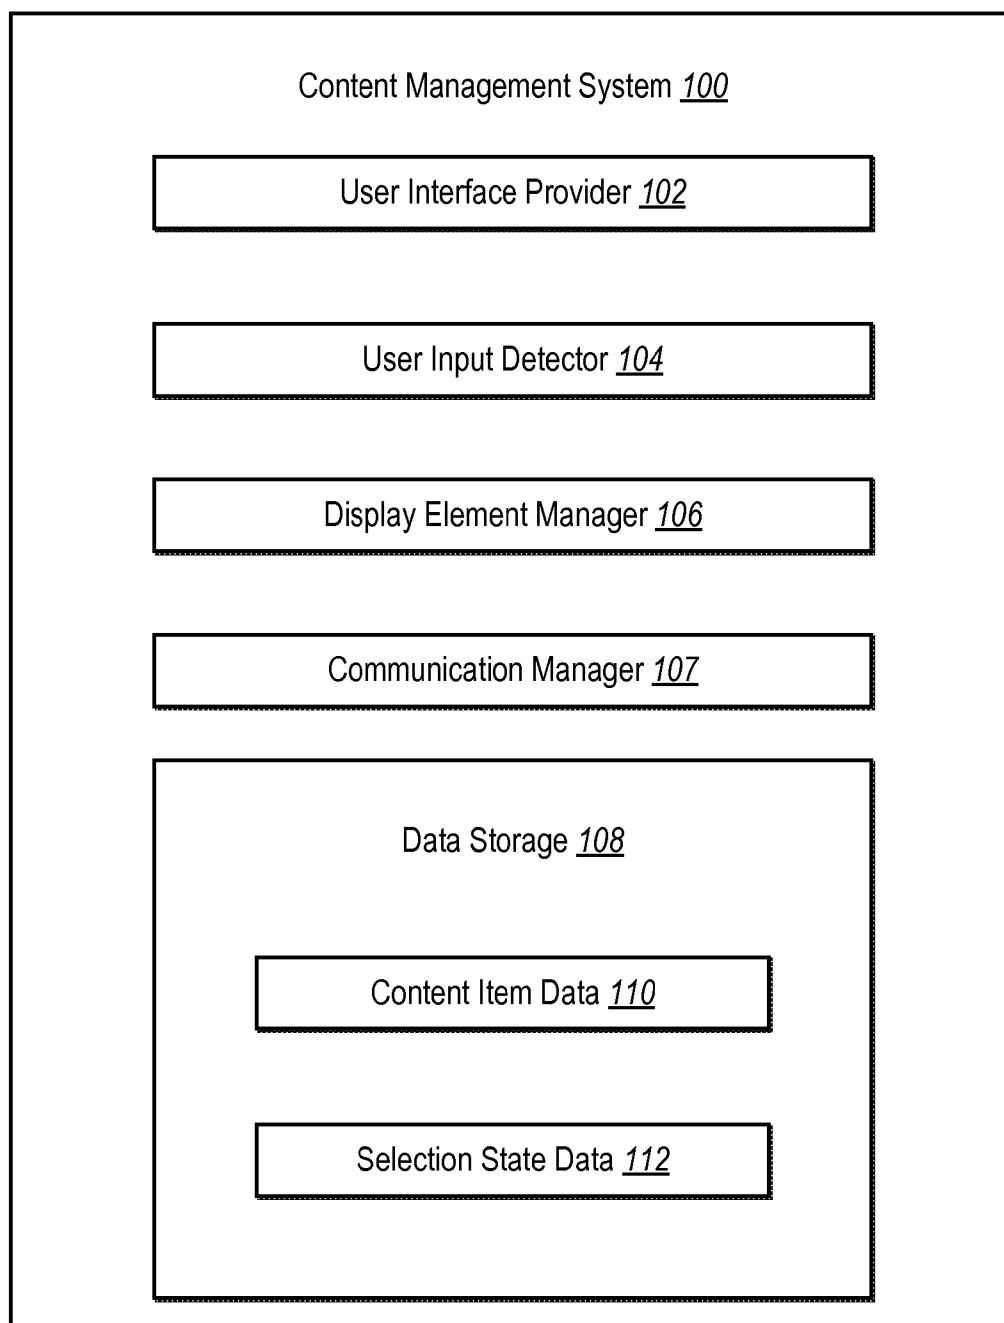 Content Management System 100
User Interface Provider 102
User Input Detector 104
Display Element Manager 106
Communication Manager 107
Data Storage 108
Content Item Data 110
Selection State Data 112